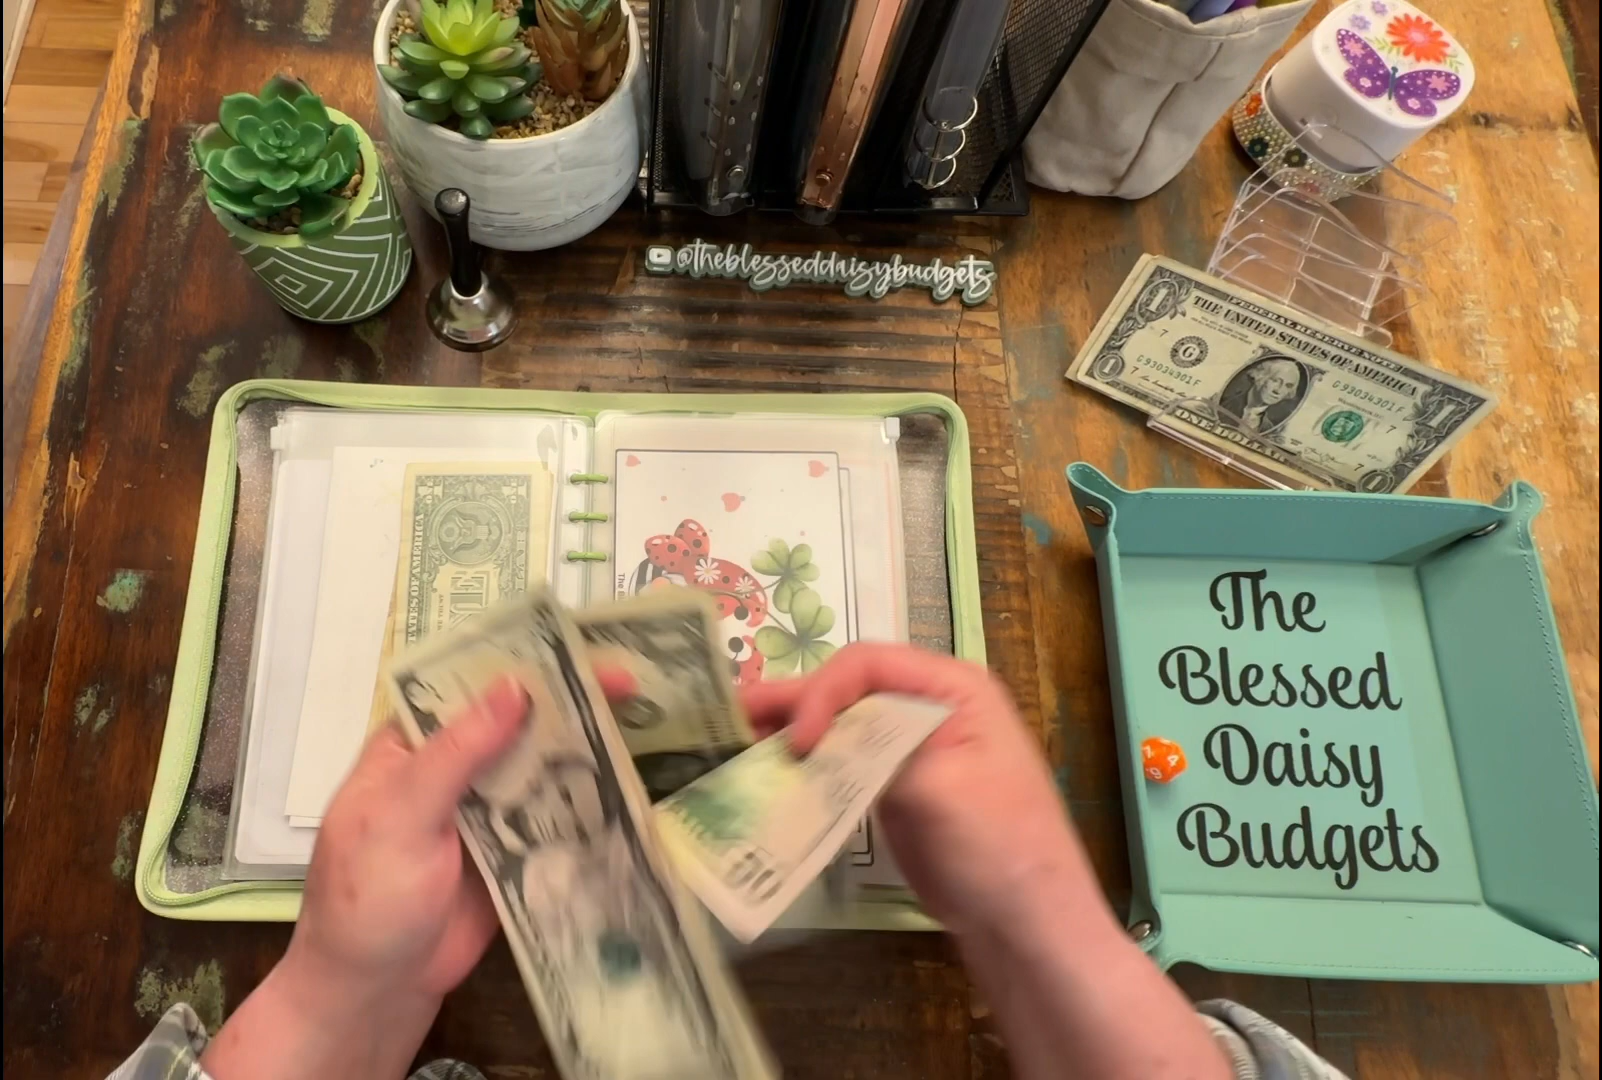 @theblesseddaisybudgets
FEDERAL RESERVE NOTE
THE UNITED STATES OF AMERICA
G 93034301 F
G 93034301 F
ONE DOLLAR
The
Blessed
Daisy
Budgets